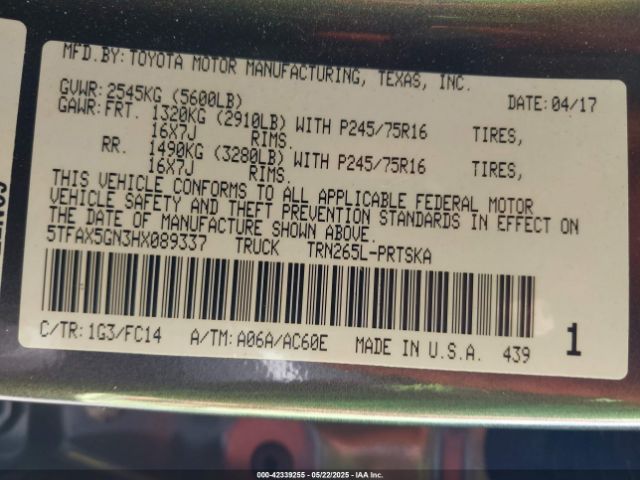 MFD.BY: TOYOTA MOTOR MANUFACTURING, TEXAS, INC.
GVWR: 2545KG (5600LB) DATE: 04/17
GAWR: FRT. 1320KG (2910LB) WITH P245/75R16 TIRES,
16X7J RIMS.
RR. 1490KG (3280LB) WITH P245/75R16 TIRES,
16X7J RIMS.
THIS VEHICLE CONFORMS TO ALL APPLICABLE FEDERAL MOTOR
VEHICLE SAFETY AND THEFT PREVENTION STANDARDS IN EFFECT ON
THE DATE OF MANUFACTURE SHOWN ABOVE.
5TFAX5GN3HX089337 TRUCK TRN265L-PRTSKA
C/TR: 1G3/FC14 A/TM: A06A/AC60E MADE IN U.S.A. 439 1
000-42339255 - 05/22/2025 - IAA, Inc.